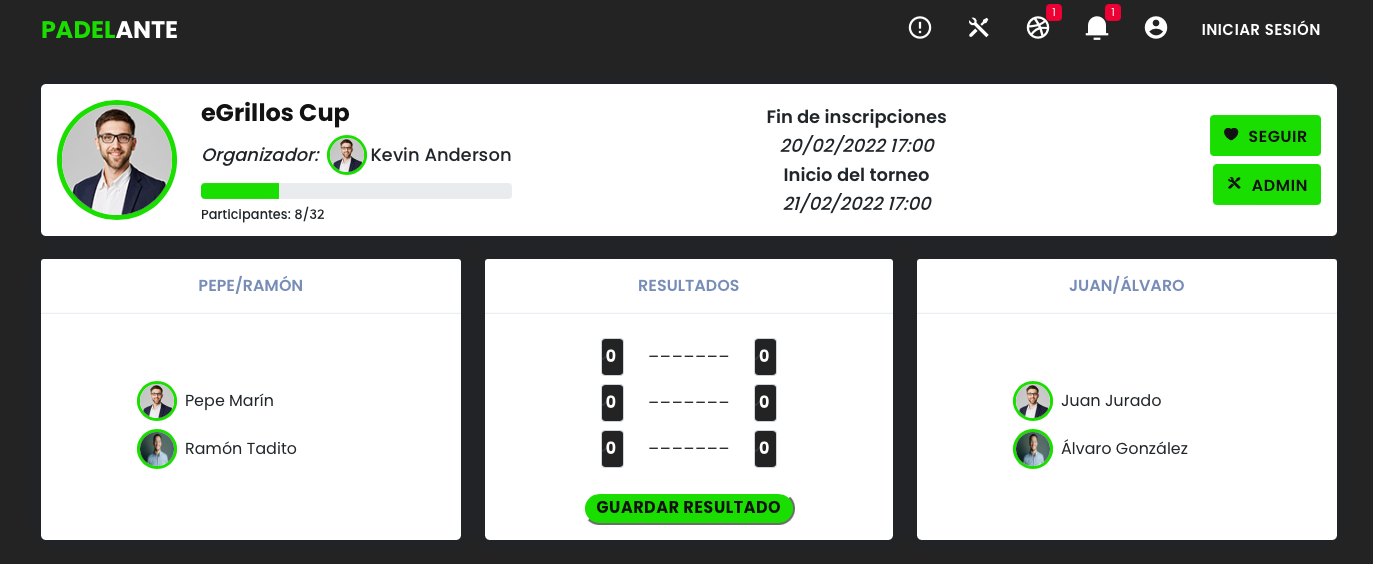 PADELANTE
1
1
INICIAR SESIÓN
eGrillos Cup
Organizador: Kevin Anderson
Participantes: 8/32
Fin de inscripciones
20/02/2022 17:00
Inicio del torneo
21/02/2022 17:00
SEGUIR
ADMIN
PEPE/RAMÓN
Pepe Marín
Ramón Tadito
RESULTADOS
0 ------- 0
0 ------- 0
0 ------- 0
GUARDAR RESULTADO
JUAN/ÁLVARO
Juan Jurado
Álvaro González